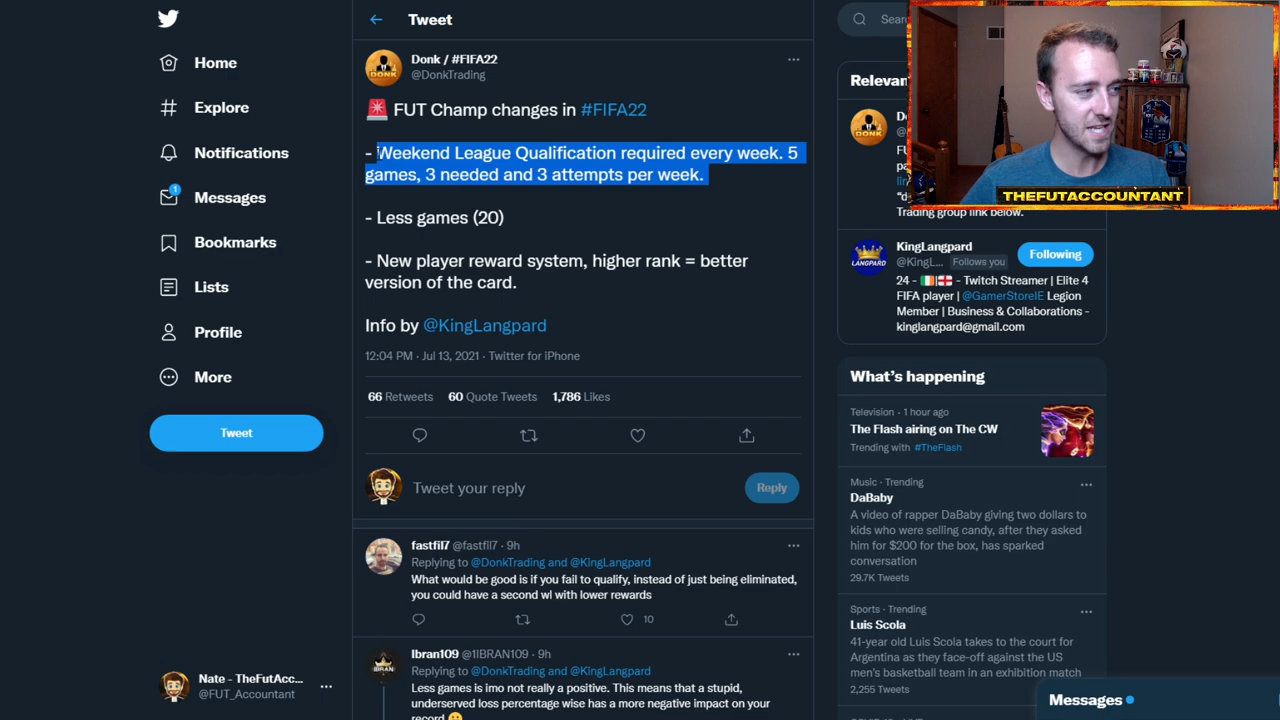 Tweet
Sear
Home
Explore
Notifications
1
Messages
Bookmarks
Lists
Profile
More
Tweet
Nate - TheFutAcc...
@FUT_Accountant
Donk / #FIFA22
@DonkTrading
🚨 FUT Champ changes in #FIFA22
- Weekend League Qualification required every week. 5
games, 3 needed and 3 attempts per week.
- Less games (20)
- New player reward system, higher rank = better
version of the card.
Info by @KingLangpard
12:04 PM · Jul 13, 2021 · Twitter for iPhone
66 Retweets 60 Quote Tweets 1,786 Likes
Tweet your reply
Reply
fastfil7 @fastfil7 · 9h
Replying to @DonkTrading and @KingLangpard
What would be good is if you fail to qualify, instead of just being eliminated,
you could have a second wl with lower rewards
10
Ibran109 @1IBRAN109 · 9h
Replying to @DonkTrading and @KingLangpard
Less games is imo not really a positive. This means that a stupid,
underserved loss percentage wise has a more negative impact on your
record
Relevan
DONK
THEFUTACCOUNTANT
Trading group link below.
KingLangpard
@KingL... Follows you
Following
LANGPARD
24 - 🇮🇪🏴󠁧󠁢󠁥󠁮󠁧󠁿 - Twitch Streamer | Elite 4
FIFA player | @GamerStoreIE Legion
Member | Business & Collaborations -
kinglangpard@gmail.com
What's happening
Television · 1 hour ago
The Flash airing on The CW
Trending with #TheFlash
Music · Trending
DaBaby
A video of rapper DaBaby giving two dollars to
kids who were selling candy, after they asked
him for $200 for the box, has sparked
conversation
29.7K Tweets
Sports · Trending
Luis Scola
41-year old Luis Scola takes to the court for
Argentina as they face-off against the US
men's basketball team in an exhibition match
2,255 Tweets
Messages